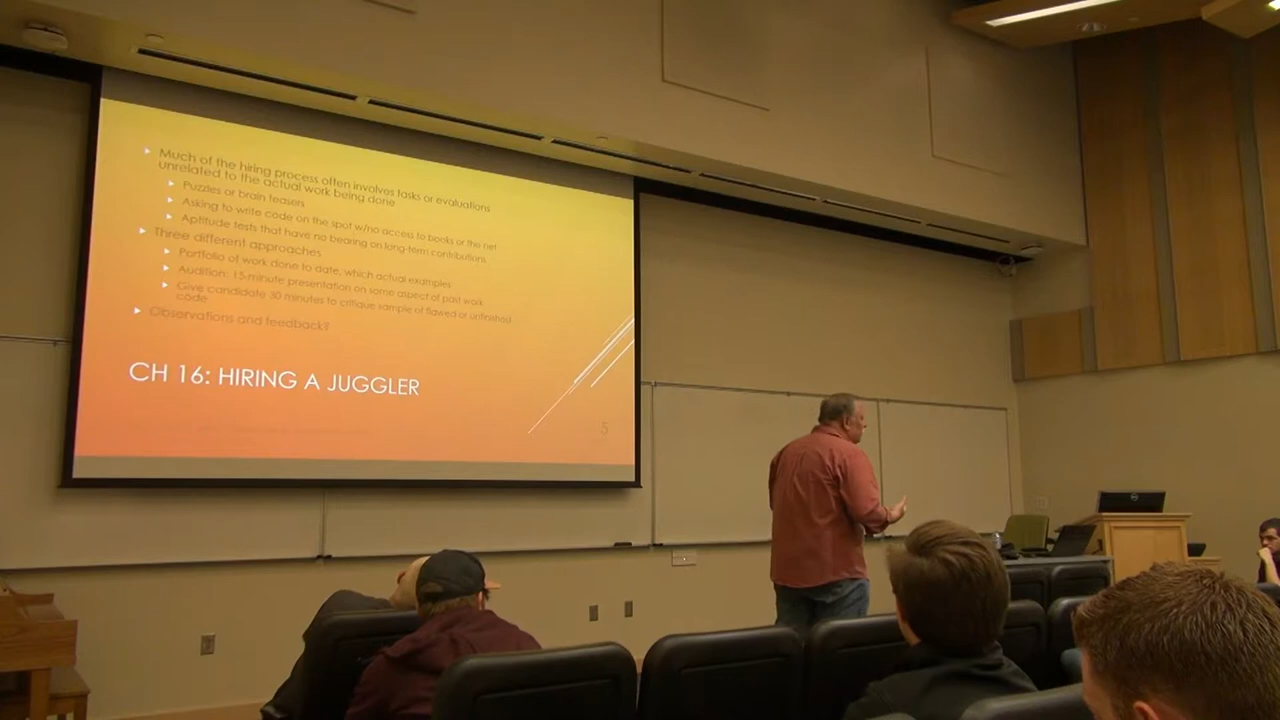 Much of the hiring process often involves tasks or evaluations
unrelated to the actual work being done
Puzzles or brain teasers
Asking to write code on the spot w/no access to books or the net
Aptitude tests that have no bearing on long-term contributions
Three different approaches
Portfolio of work done to date, which actual examples
Audition: 15-minute presentation on some aspect of past work
Give candidate 30 minutes to critique sample of flawed or unfinished
code
Observations and feedback?
CH 16: HIRING A JUGGLER
5